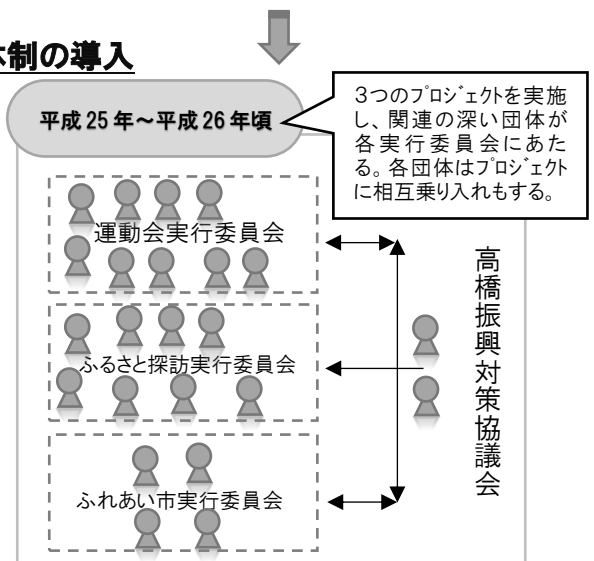 体制の導入
平成25年～平成26年頃
3つのプロジェクトを実施
し、関連の深い団体が
各実行委員会にあた
る。各団体はプロジェクト
に相互乗り入れもする。
運動会実行委員会
ふるさと探訪実行委員会
ふれあい市実行委員会
高橋振興対策協議会